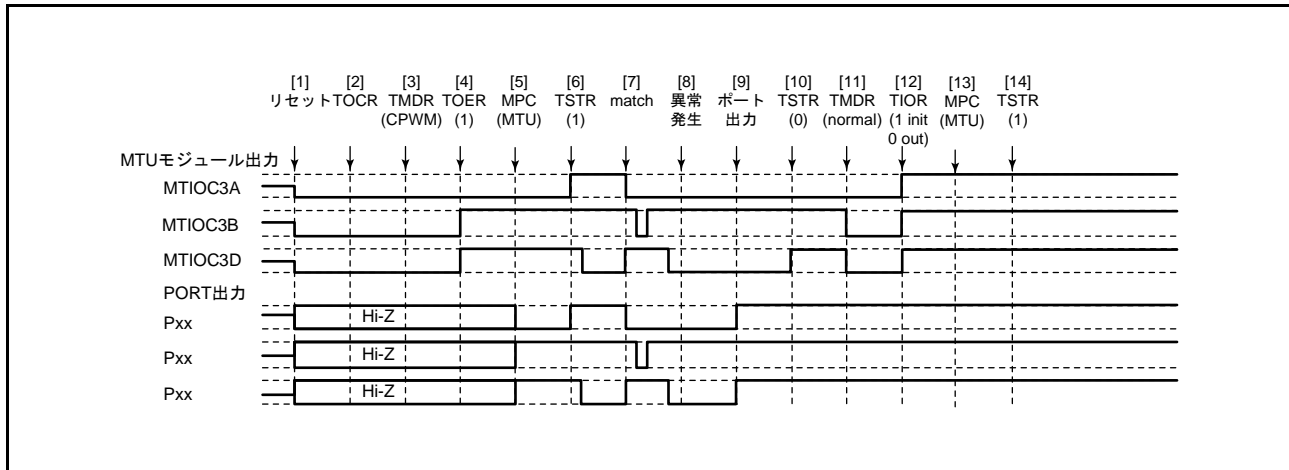 [1] [2] [3] [4] [5] [6] [7] [8] [9] [10] [11] [12] [13] [14]
リセット TOCR TMDR TOER MPC TSTR match 異常 ポート TSTR TMDR TIOR MPC TSTR
(CPWM) (1) (MTU) (1) 発生 出力 (0) (normal) (1 init (MTU) (1)
0 out)
MTUモジュール出力
MTIOC3A
MTIOC3B
MTIOC3D
PORT出力
Pxx Hi-Z
Pxx Hi-Z
Pxx Hi-Z